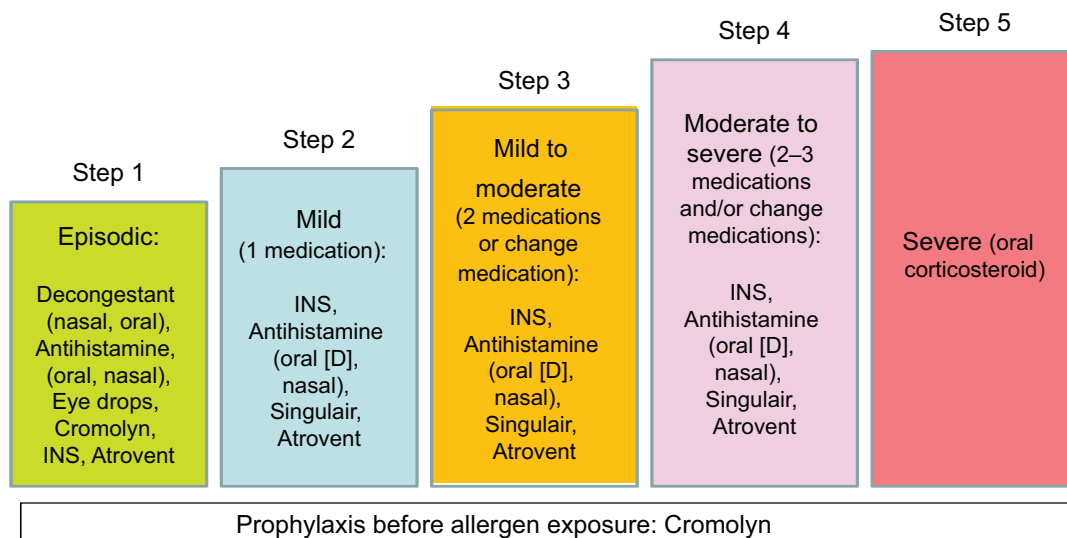 Step 1
Episodic:
Decongestant
(nasal, oral),
Antihistamine,
(oral, nasal),
Eye drops,
Cromolyn,
INS, Atrovent
Step 2
Mild
(1 medication):
INS,
Antihistamine
(oral [D],
nasal),
Singulair,
Atrovent
Step 3
Mild to
moderate
(2 medications
or change
medication):
INS,
Antihistamine
(oral [D],
nasal),
Singulair,
Atrovent
Step 4
Moderate to
severe (2–3
medications
and/or change
medications):
INS,
Antihistamine
(oral [D],
nasal),
Singulair,
Atrovent
Step 5
Severe (oral
corticosteroid)
Prophylaxis before allergen exposure: Cromolyn